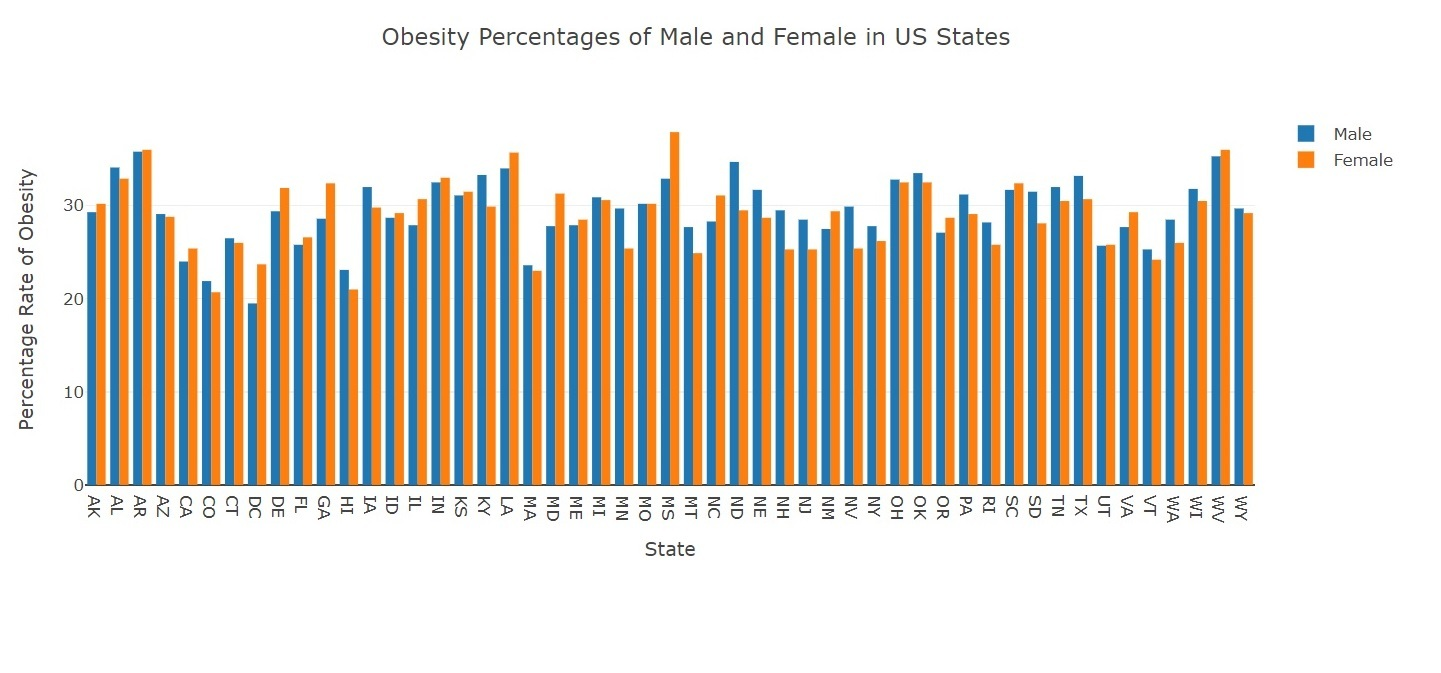 Obesity Percentages of Male and Female in US States
Male
Female
Percentage Rate of Obesity
30
20
10
0
AK AL AR AZ CA CO CT DC DE FL GA HI IA ID IL IN KS KY LA MA MD ME MI MN MO MS MT NC ND NE NH NJ NM NV NY OH OK OR PA RI SC SD TN TX UT VA VT WA WI WV WY
State